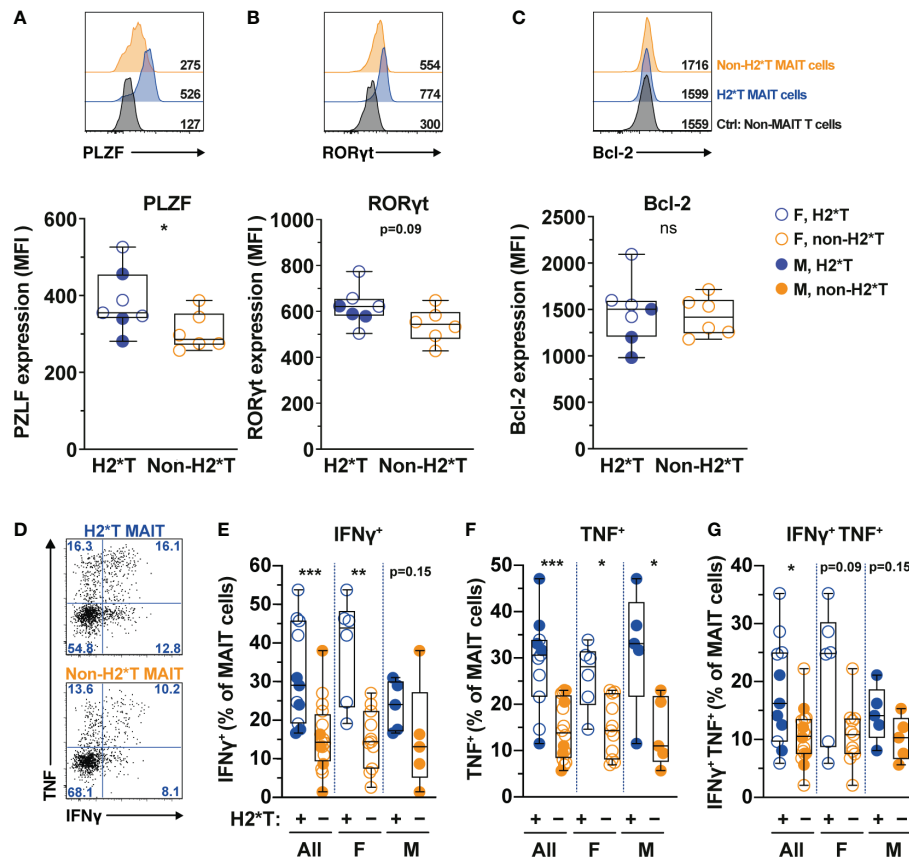 A
B
C
275
526
127
PLZF
554
774
300
RORγt
1716
1599
1559
Bcl-2
Non-H2*T MAIT cells
H2*T MAIT cells
Ctrl: Non-MAIT T cells
PLZF
*
PZLF expression (MFI)
600
400
200
0
H2*T Non-H2*T
RORγt
p=0.09
RORγt expression (MFI)
1000
800
600
400
200
0
H2*T Non-H2*T
Bcl-2
ns
Bcl-2 expression (MFI)
2500
2000
1500
1000
500
0
H2*T Non-H2*T
F, H2*T
F, non-H2*T
M, H2*T
M, non-H2*T
D
H2*T MAIT
16.3 16.1
54.8 12.8
Non-H2*T MAIT
13.6 10.2
68.1 8.1
TNF
IFNγ
E
IFNγ+
*** ** p=0.15
IFNγ+ (% of MAIT cells)
60
50
40
30
20
10
0
H2*T: + − + − + −
All F M
F
TNF+
*** * *
TNF+ (% of MAIT cells)
50
40
30
20
10
0
+ − + − + −
All F M
G
IFNγ+ TNF+
* p=0.09 p=0.15
IFNγ+ TNF+ (% of MAIT cells)
40
30
20
10
0
+ − + − + −
All F M